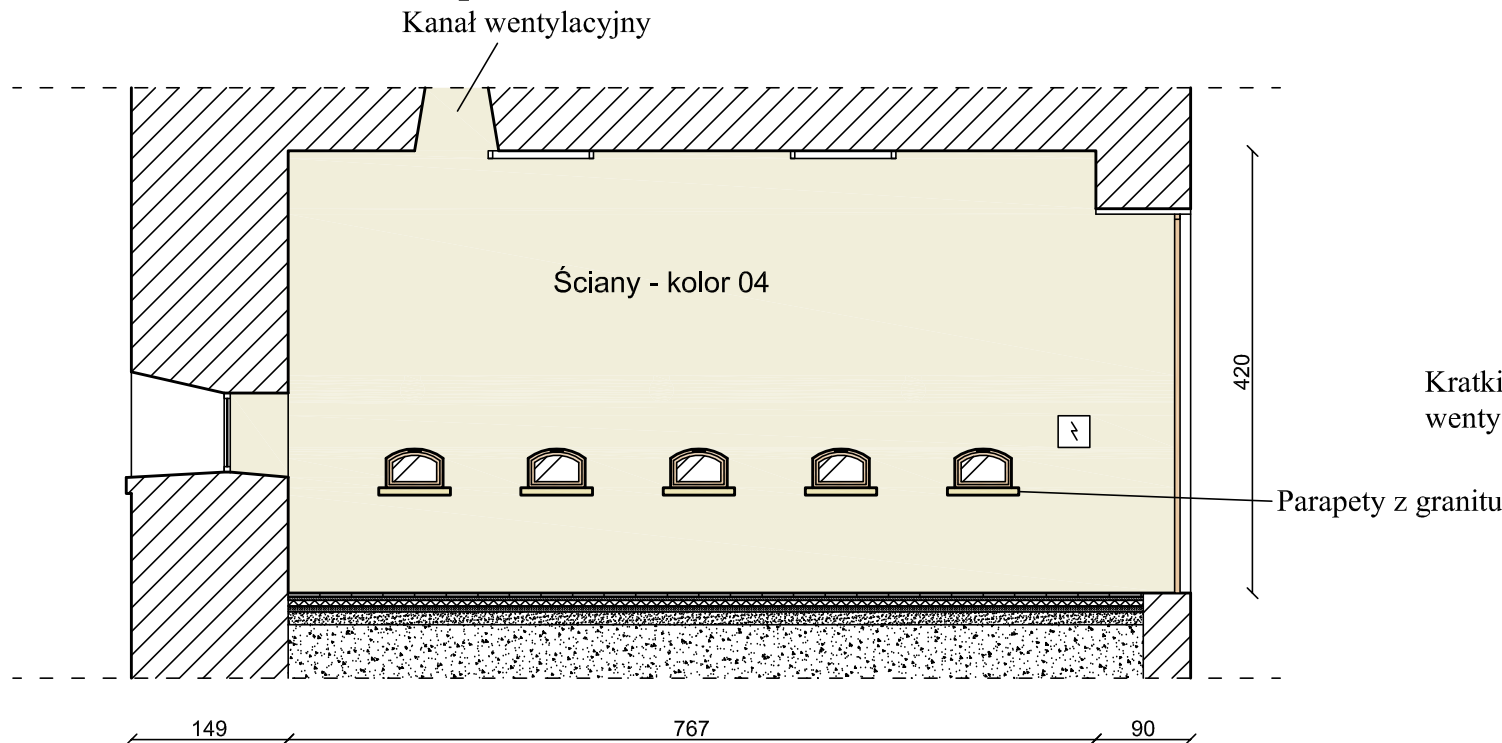 Kanał wentylacyjny
Ściany - kolor 04
420
Kratki
wenty
Parapety z granitu
149
767
90